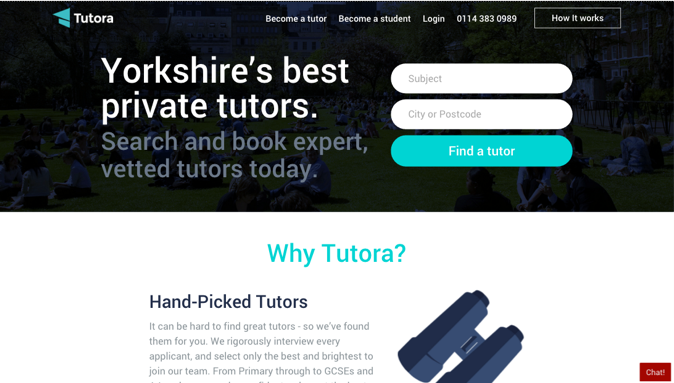 Tutora
Become a tutor
Become a student
Login
0114 383 0989
How It works
Yorkshire's best
private tutors.
Search and book expert,
vetted tutors today.
Subject
City or Postcode
Find a tutor
Why Tutora?
Hand-Picked Tutors
It can be hard to find great tutors - so we've found
them for you. We rigorously interview every
applicant, and select only the best and brightest to
join our team. From Primary through to GCSEs and
Chat!